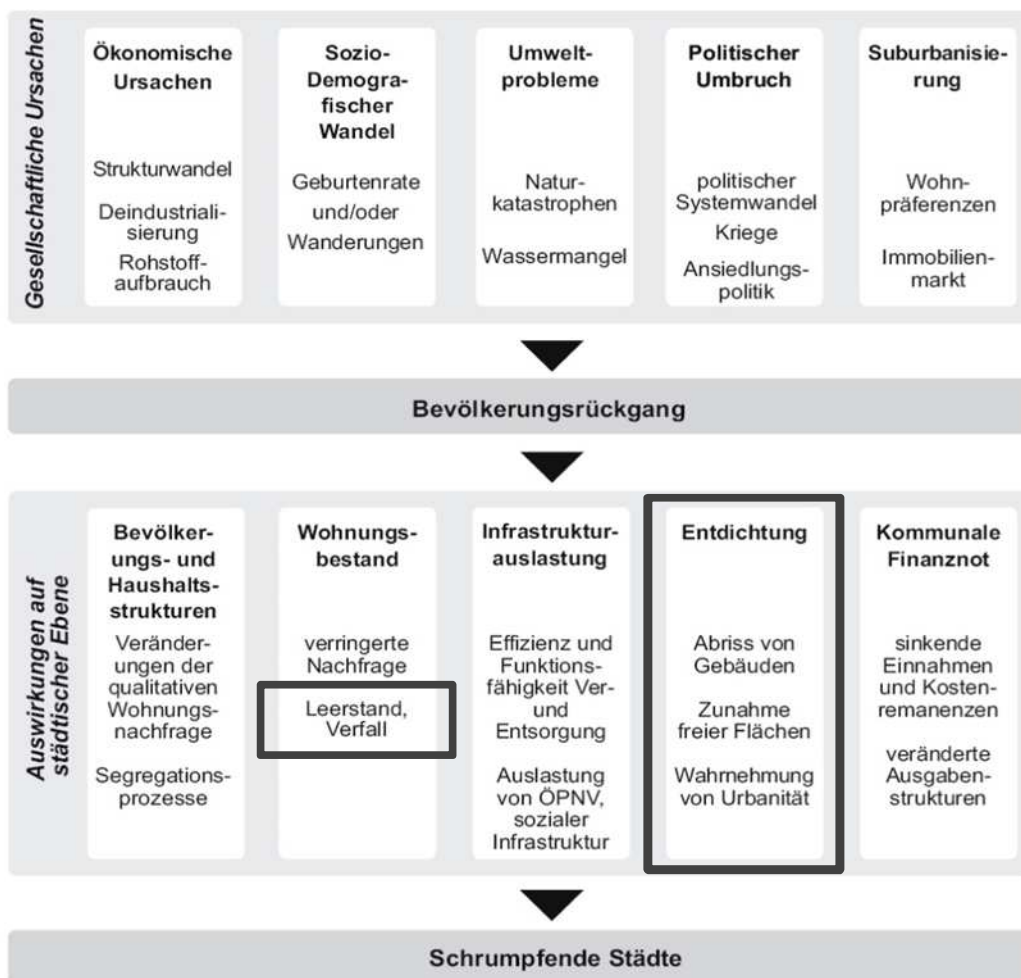 Gesellschaftliche Ursachen
Ökonomische
Ursachen
Strukturwandel
Deindustriali-
sierung
Rohstoff-
aufbrauch
Sozio-
Demogra-
fischer
Wandel
Geburtenrate
und/oder
Wanderungen
Umwelt-
probleme
Natur-
katastrophen
Wassermangel
Politischer
Umbruch
politischer
Systemwandel
Kriege
Ansiedlungs-
politik
Suburbanisie-
rung
Wohn-
präferenzen
Immobilien-
markt
Bevölkerungsrückgang
Auswirkungen auf
städtischer Ebene
Bevölker-
ungs- und
Haushalts-
strukturen
Veränder-
ungen der
qualitativen
Wohnungs-
nachfrage
Segregations-
prozesse
Wohnungs-
bestand
verringerte
Nachfrage
Leerstand,
Verfall
Infrastruktur-
auslastung
Effizienz und
Funktions-
fähigkeit Ver-
und
Entsorgung
Auslastung
von ÖPNV,
sozialer
Infrastruktur
Entdichtung
Abriss von
Gebäuden
Zunahme
freier Flächen
Wahrnehmung
von Urbanität
Kommunale
Finanznot
sinkende
Einnahmen
und Kosten-
remanenzen
veränderte
Ausgaben-
strukturen
Schrumpfende Städte